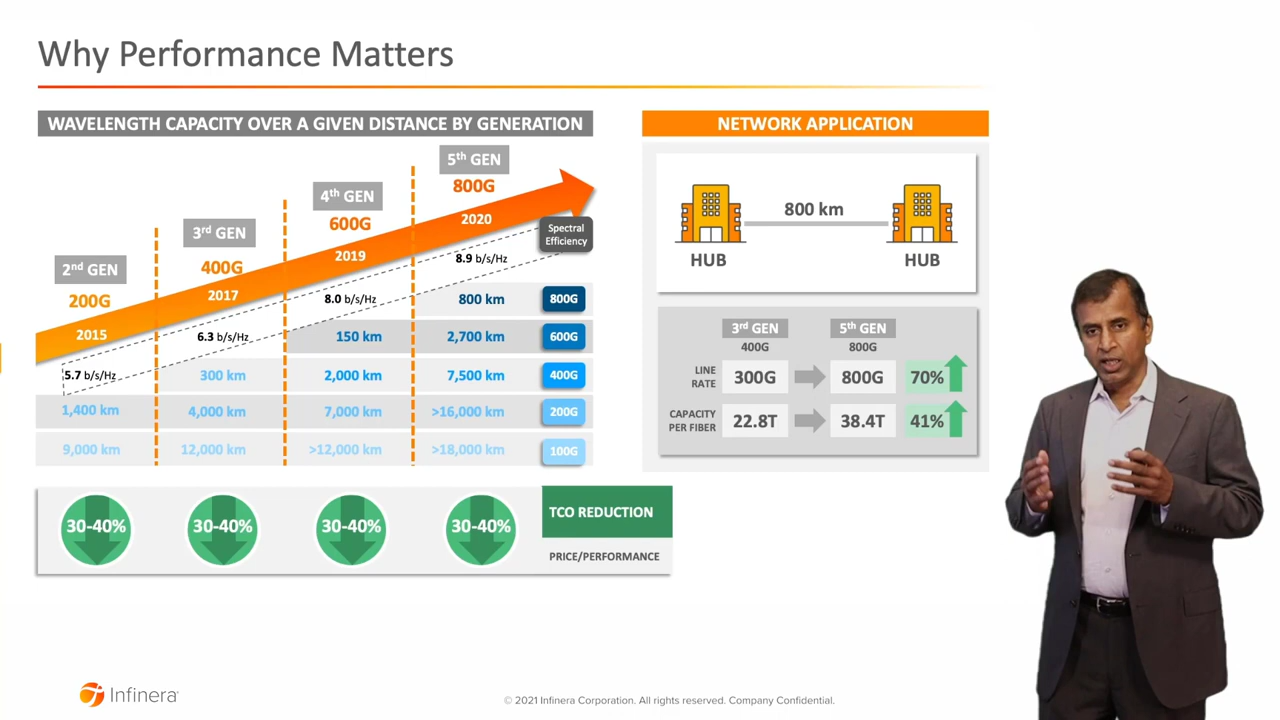 Why Performance Matters
WAVELENGTH CAPACITY OVER A GIVEN DISTANCE BY GENERATION
5th GEN
800G
2020
4th GEN
600G
2019
3rd GEN
400G
2017
2nd GEN
200G
2015
Spectral
Efficiency
8.9 b/s/Hz
8.0 b/s/Hz
6.3 b/s/Hz
5.7 b/s/Hz
800 km 800G
150 km 2,700 km 600G
300 km 2,000 km 7,500 km 400G
1,400 km 4,000 km 7,000 km >16,000 km 200G
9,000 km 12,000 km >12,000 km >18,000 km 100G
30-40% 30-40% 30-40% 30-40%
TCO REDUCTION
PRICE/PERFORMANCE
NETWORK APPLICATION
800 km
HUB HUB
3rd GEN 5th GEN
400G 800G
LINE
RATE
300G 800G 70%
CAPACITY
PER FIBER
22.8T 38.4T 41%
Infinera
© 2021 Infinera Corporation. All rights reserved. Company Confidential.